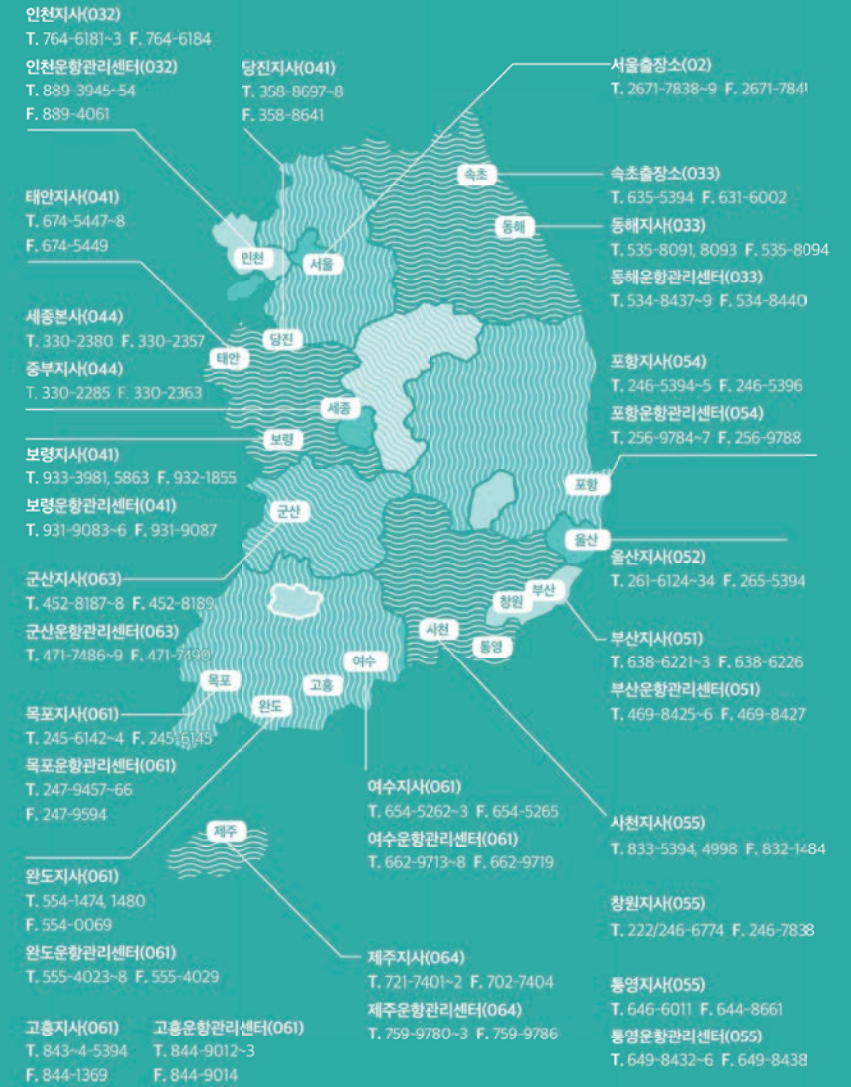 인천지사(032)
T. 764-6181~3 F. 764-6184
인천운항관리센터(032)
T. 889-3945~54
F. 889-4061
당진지사(041)
T. 358-8697~8
F. 358-8641
서울출장소(02)
T. 2671-7838~9 F. 2671-7841
태안지사(041)
T. 674-5447~8
F. 674-5449
속초출장소(033)
T. 635-5394 F. 631-6002
동해지사(033)
T. 535-8091, 8093 F. 535-8094
동해운항관리센터(033)
T. 534-8437~9 F. 534-8440
세종본사(044)
T. 330-2380 F. 330-2357
중부지사(044)
T. 330-2285 F. 330-2363
포항지사(054)
T. 246-5394~5 F. 246-5396
포항운항관리센터(054)
T. 256-9784~7 F. 256-9788
보령지사(041)
T. 933-3981, 5863 F. 932-1855
보령운항관리센터(041)
T. 931-9083~6 F. 931-9087
울산지사(052)
T. 261-6124~34 F. 265-5394
군산지사(063)
T. 452-8187~8 F. 452-8189
군산운항관리센터(063)
T. 471-7486~9 F. 471-7490
부산지사(051)
T. 638-6221~3 F. 638-6226
부산운항관리센터(051)
T. 469-8425~6 F. 469-8427
목포지사(061)
T. 245-6142~4 F. 245-6145
목포운항관리센터(061)
T. 247-9457~66
F. 247-9594
여수지사(061)
T. 654-5262~3 F. 654-5265
여수운항관리센터(061)
T. 662-9713~8 F. 662-9719
사천지사(055)
T. 833-5394, 4998 F. 832-1484
완도지사(061)
T. 554-1474, 1480
F. 554-0069
완도운항관리센터(061)
T. 555-4023~8 F. 555-4029
창원지사(055)
T. 222/246-6774 F. 246-7838
제주지사(064)
T. 721-7401~2 F. 702-7404
제주운항관리센터(064)
T. 759-9780~3 F. 759-9786
통영지사(055)
T. 646-6011 F. 644-8661
통영운항관리센터(055)
T. 649-8432~6 F. 649-8438
고흥지사(061)
T. 843~4-5394
F. 844-1369
고흥운항관리센터(061)
T. 844-9012~3
F. 844-9014
속초
동해
인천
서울
당진
태안
세종
보령
포항
군산
울산
부산
창원
사천
통영
여수
고흥
목포
완도
제주